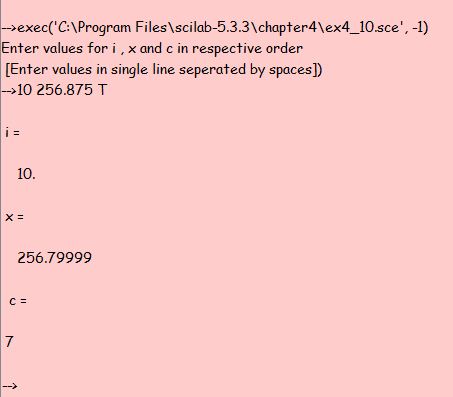 -->exec('C:\Program Files\scilab-5.3.3\chapter4\ex4_10.sce', -1)
Enter values for i , x and c in respective order
[Enter values in single line seperated by spaces])
-->10 256.875 T
i =
10.
x =
256.79999
c =
7
-->